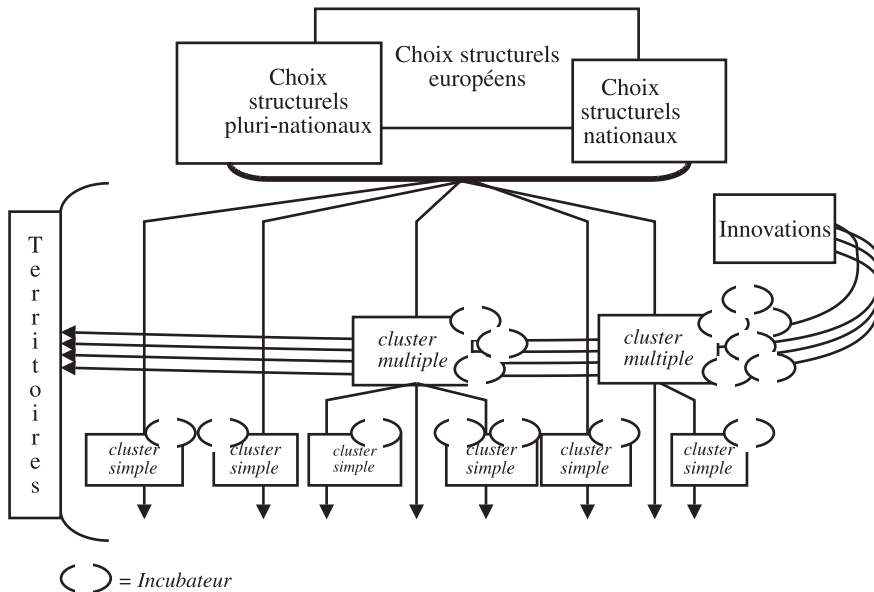 Choix structurels
européens
Choix
structurels
pluri-nationaux
Choix
structurels
nationaux
Territoires
Innovations
cluster
multiple
cluster
multiple
cluster
simple
cluster
simple
cluster
simple
cluster
simple
cluster
simple
cluster
simple
= Incubateur